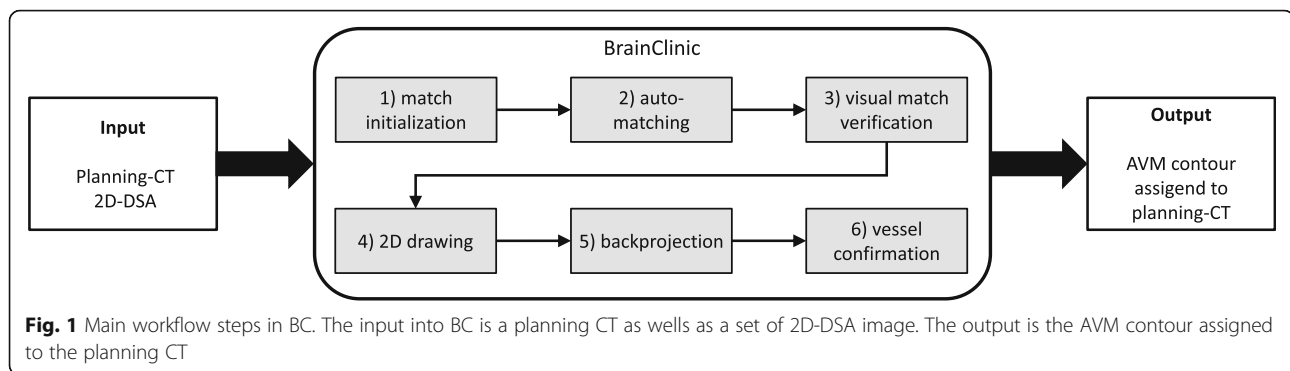 BrainClinic
Input
Planning-CT
2D-DSA
1) match
initialization
2) auto-
matching
3) visual match
verification
4) 2D drawing
5) backprojection
6) vessel
confirmation
Output
AVM contour
assigend to
planning-CT
Fig. 1 Main workflow steps in BC. The input into BC is a planning CT as wells as a set of 2D-DSA image. The output is the AVM contour assigned
to the planning CT